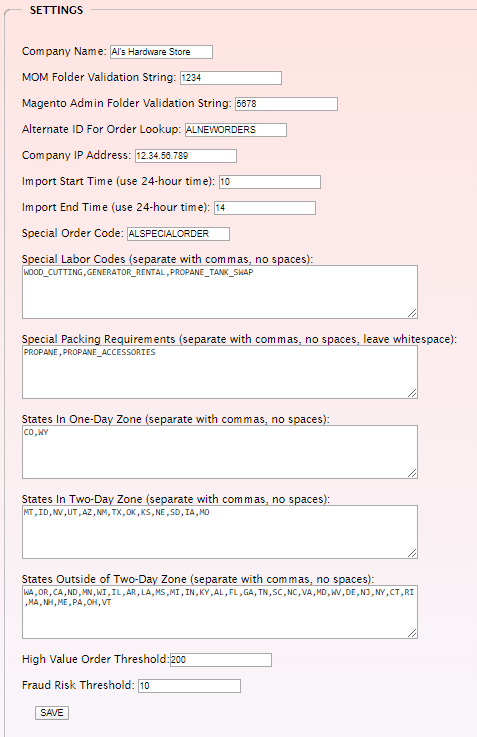 SETTINGS
Company Name: Al's Hardware Store
MOM Folder Validation String: 1234
Magento Admin Folder Validation String: 5678
Alternate ID For Order Lookup: ALNEWORDERS
Company IP Address: 12.34.56.789
Import Start Time (use 24-hour time): 10
Import End Time (use 24-hour time): 14
Special Order Code: ALSPECIALORDER
Special Labor Codes (separate with commas, no spaces):
WOOD_CUTTING,GENERATOR_RENTAL,PROPANE_TANK_SWAP
Special Packing Requirements (separate with commas, no spaces, leave whitespace):
PROPANE,PROPANE_ACCESSORIES
States In One-Day Zone (separate with commas, no spaces):
CO,WY
States In Two-Day Zone (separate with commas, no spaces):
MT,ID,NV,UT,AZ,NM,TX,OK,KS,NE,SD,IA,MO
States Outside of Two-Day Zone (separate with commas, no spaces):
WA,OR,CA,ND,MN,WI,IL,AR,LA,MS,MI,IN,KY,AL,FL,GA,TN,SC,NC,VA,MD,WV,DE,NJ,NY,CT,RI
,MA,NH,ME,PA,OH,VT
High Value Order Threshold:200
Fraud Risk Threshold: 10
SAVE